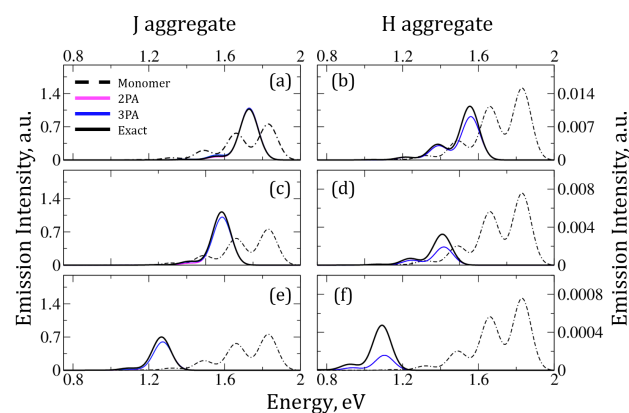 J aggregate H aggregate
0.8 1.2 1.6 2 0.8 1.2 1.6 2
Monomer
2PA
3PA
Exact
(a) (b)
1.4 0.7 0 0.014 0.007 0
(c) (d)
1.4 0.7 0 0.008 0.004 0
(e) (f)
1.4 0.7 0 0.0008 0.0004
Emission Intensity, a.u. Emission Intensity, a.u.
0.8 1.2 1.6 2 0.8 1.2 1.6 2
Energy, eV